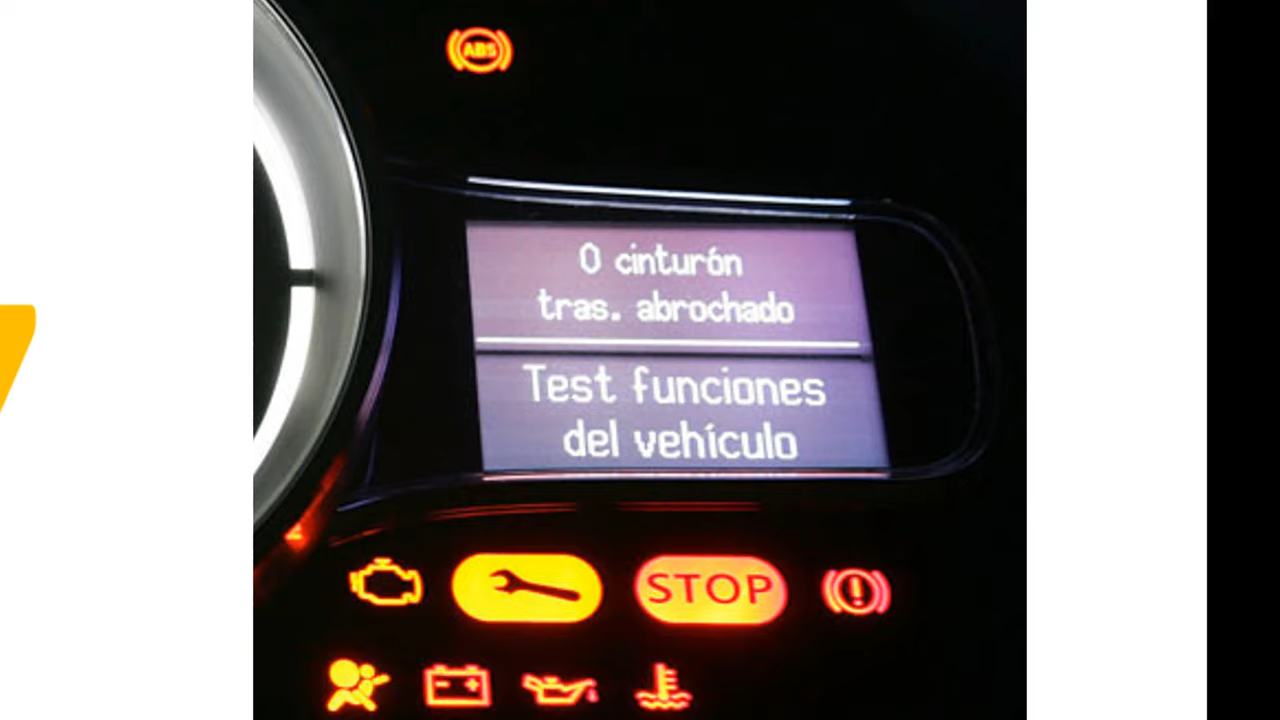 ABS
0 cinturón
tras. abrochado
Test funciones
del vehículo
STOP